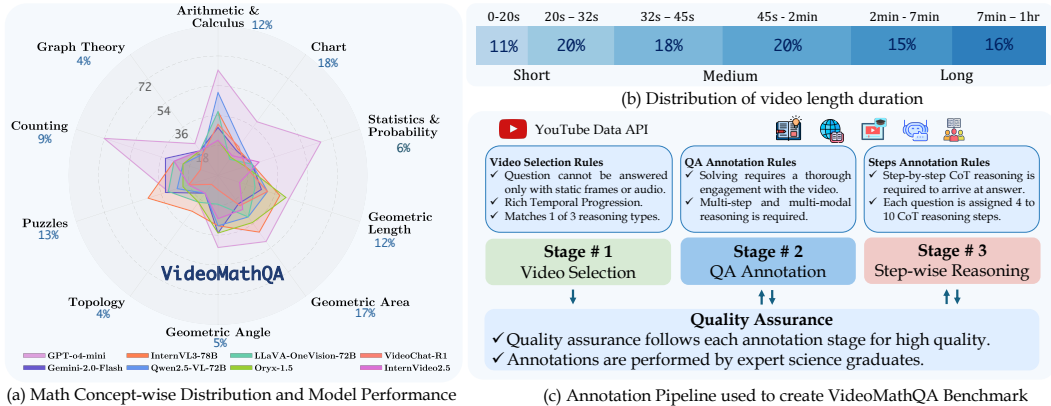 Arithmetic &
Calculus 12%
Graph Theory
4%
Chart
18%
72
54
36
18
Counting
9%
Statistics &
Probability
6%
Puzzles
13%
Geometric
Length
12%
VideoMathQA
Topology
4%
Geometric Area
17%
Geometric Angle
5%
GPT-o4-mini
InternVL3-78B
LLaVA-OneVision-72B
VideoChat-R1
Gemini-2.0-Flash
Qwen2.5-VL-72B
Oryx-1.5
InternVideo2.5
(a) Math Concept-wise Distribution and Model Performance
0-20s 20s – 32s 32s – 45s 45s - 2min 2min - 7min 7min – 1hr
11% 20% 18% 20% 15% 16%
Short Medium Long
(b) Distribution of video length duration
YouTube Data API
Video Selection Rules
✓ Question cannot be answered
only with static frames or audio.
✓ Rich Temporal Progression.
✓ Matches 1 of 3 reasoning types.
QA Annotation Rules
✓ Solving requires a thorough
engagement with the video.
✓ Multi-step and multi-modal
reasoning is required.
Steps Annotation Rules
✓ Step-by-step CoT reasoning is
required to arrive at answer.
✓ Each question is assigned 4 to
10 CoT reasoning steps.
Stage # 1
Video Selection
Stage # 2
QA Annotation
Stage # 3
Step-wise Reasoning
Quality Assurance
✓Quality assurance follows each annotation stage for high quality.
✓Annotations are performed by expert science graduates.
(c) Annotation Pipeline used to create VideoMathQA Benchmark